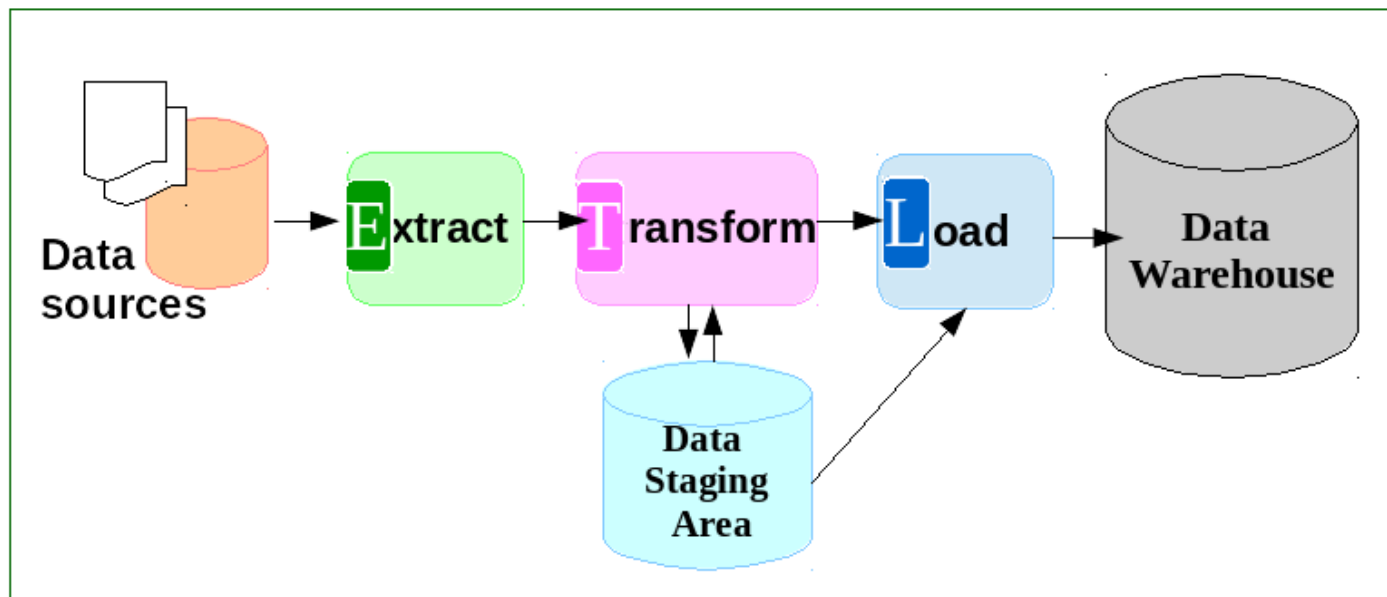 Data
sources
Extract
Transform
Load
Data
Warehouse
Data
Staging
Area